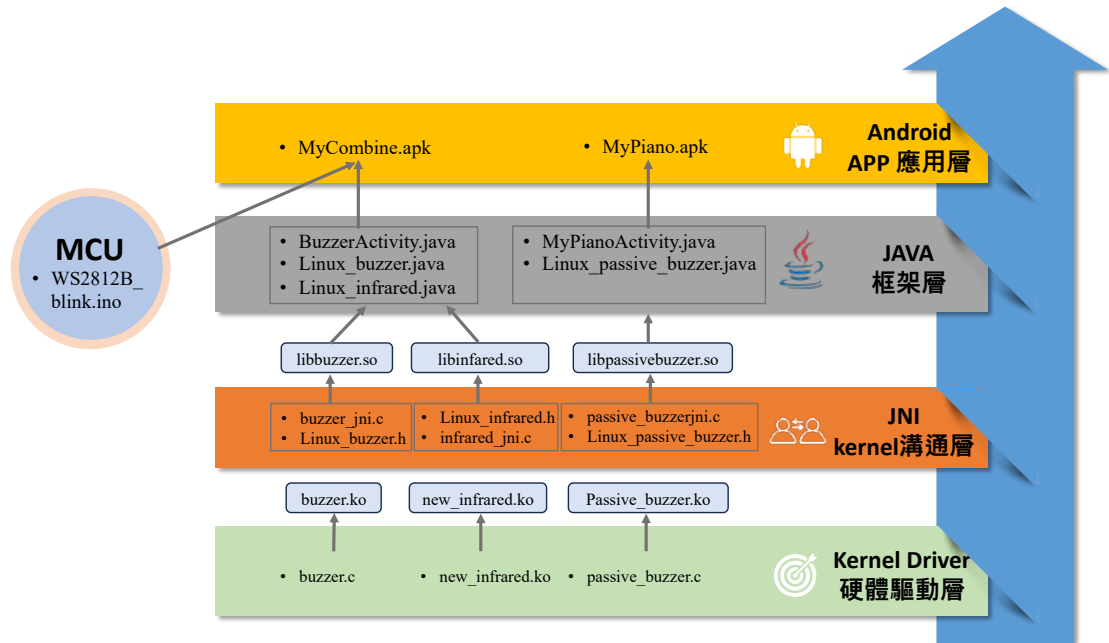 Android
APP 應用層
• MyCombine.apk
• MyPiano.apk
MCU
• WS2812B_
blink.ino
• BuzzerActivity.java
• Linux_buzzer.java
• Linux_infrared.java
• MyPianoActivity.java
• Linux_passive_buzzer.java
Java
JAVA
框架層
libbuzzer.so
libinfared.so
libpassivebuzzer.so
• buzzer_jni.c
• Linux_buzzer.h
• Linux_infrared.h
• infrared_jni.c
• passive_buzzerjni.c
• Linux_passive_buzzer.h
JNI
kernel溝通層
buzzer.ko
new_infrared.ko
Passive_buzzer.ko
• buzzer.c
• new_infrared.ko
• passive_buzzer.c
Kernel Driver
硬體驅動層